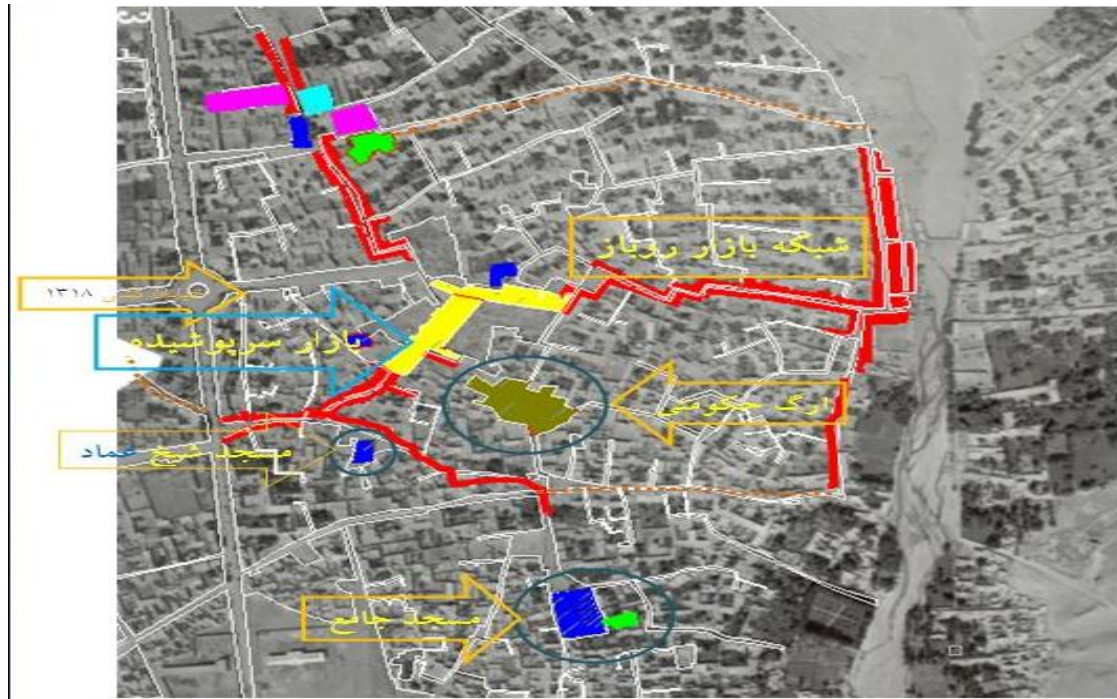 شبکه بازار روباز
۱۳۱۸
بازار سرپوشیده
ارگ حکومتی
مسجد شیخ عماد
مسجد جامع